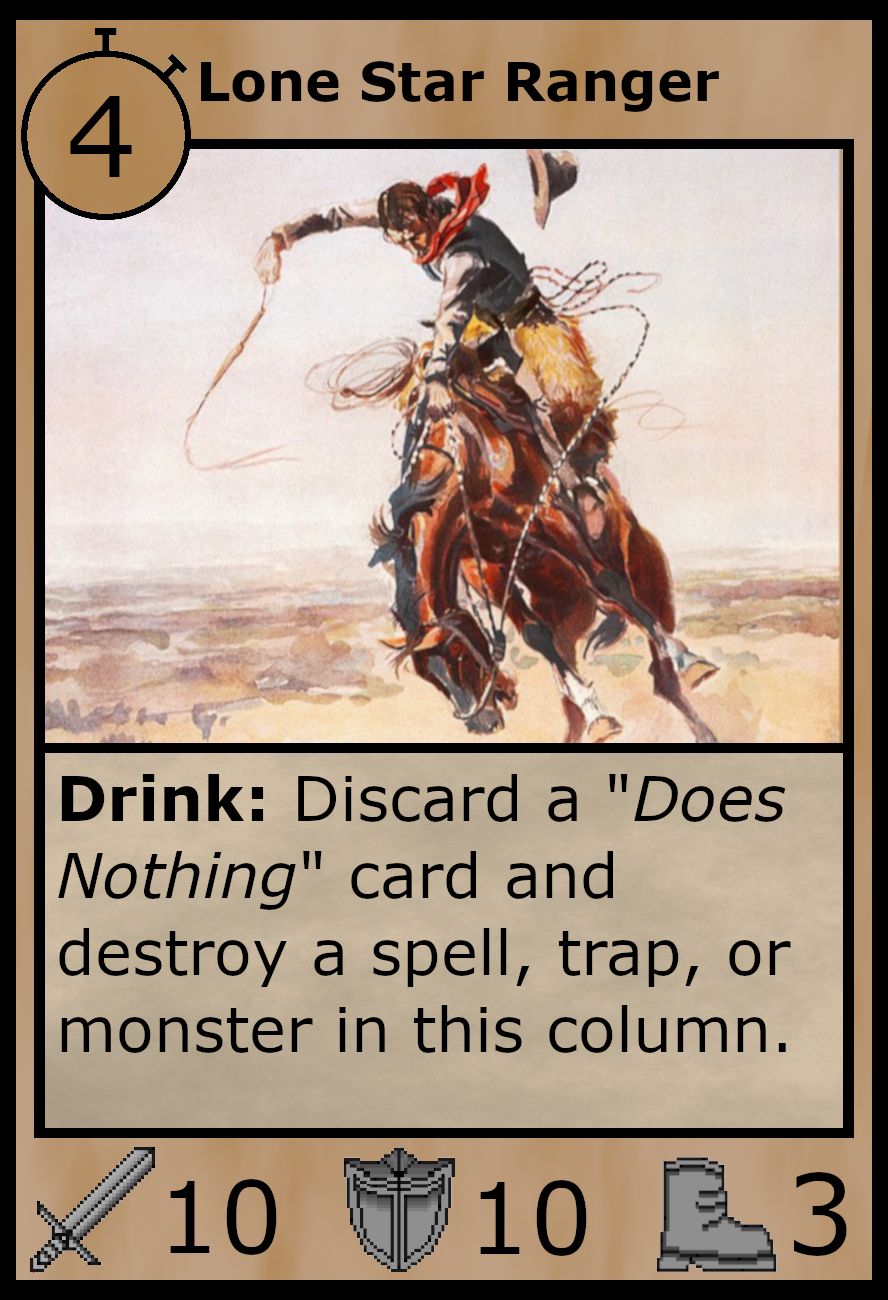 4
Lone Star Ranger
Drink: Discard a "Does
Nothing" card and
destroy a spell, trap, or
monster in this column.
10 10 3